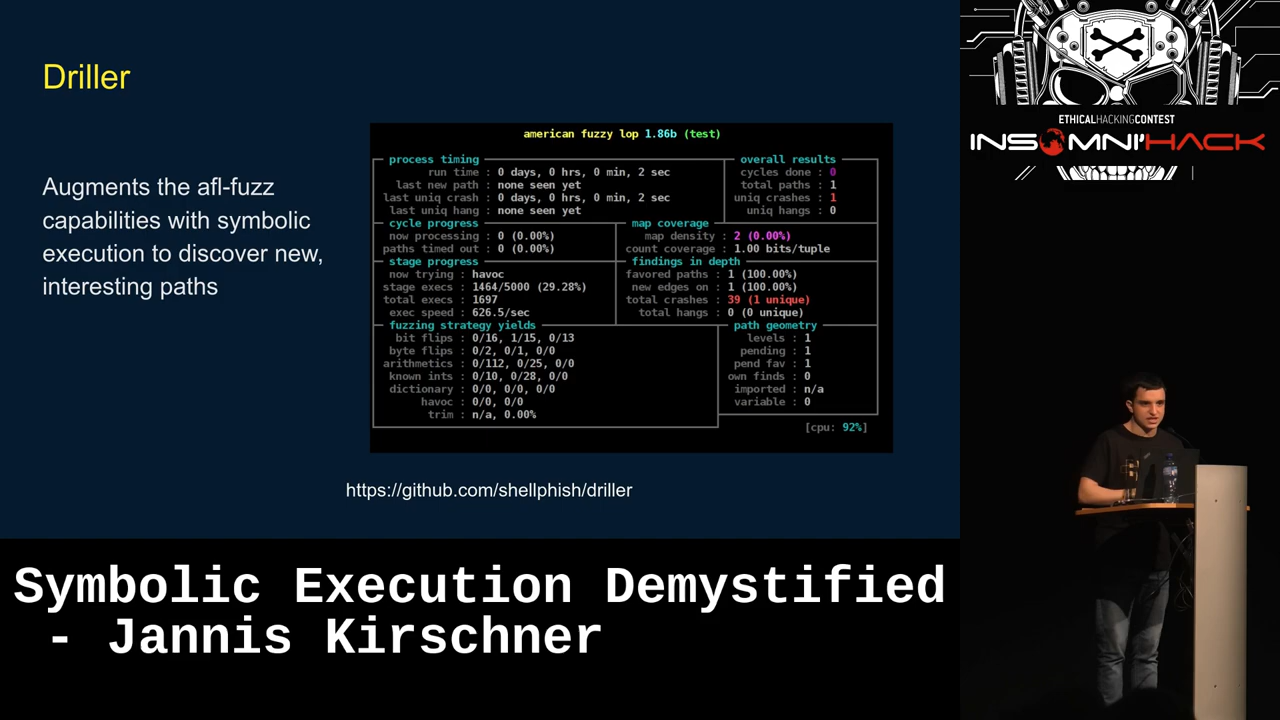 Driller
Augments the afl-fuzz
capabilities with symbolic
execution to discover new,
interesting paths
american fuzzy lop 1.86b (test)
process timing
run time : 0 days, 0 hrs, 0 min, 2 sec
last new path : none seen yet
last uniq crash : 0 days, 0 hrs, 0 min, 2 sec
last uniq hang : none seen yet
overall results
cycles done : 0
total paths : 1
uniq crashes : 1
uniq hangs : 0
cycle progress
now processing : 0 (0.00%)
paths timed out : 0 (0.00%)
map coverage
map density : 2 (0.00%)
count coverage : 1.00 bits/tuple
stage progress
now trying : havoc
stage execs : 1464/5000 (29.28%)
total execs : 1697
exec speed : 626.5/sec
findings in depth
favored paths : 1 (100.00%)
new edges on : 1 (100.00%)
total crashes : 39 (1 unique)
total hangs : 0 (0 unique)
fuzzing strategy yields
bit flips : 0/16, 1/15, 0/13
byte flips : 0/2, 0/1, 0/0
arithmetics : 0/112, 0/25, 0/0
known ints : 0/10, 0/28, 0/0
dictionary : 0/0, 0/0, 0/0
havoc : 0/0, 0/0
trim : n/a, 0.00%
path geometry
levels : 1
pending : 1
pend fav : 1
own finds : 0
imported : n/a
variable : 0
[cpu: 92%]
https://github.com/shellphish/driller
ETHICALHACKINGCONTEST
INSOMNI'HACK
Symbolic Execution Demystified
- Jannis Kirschner